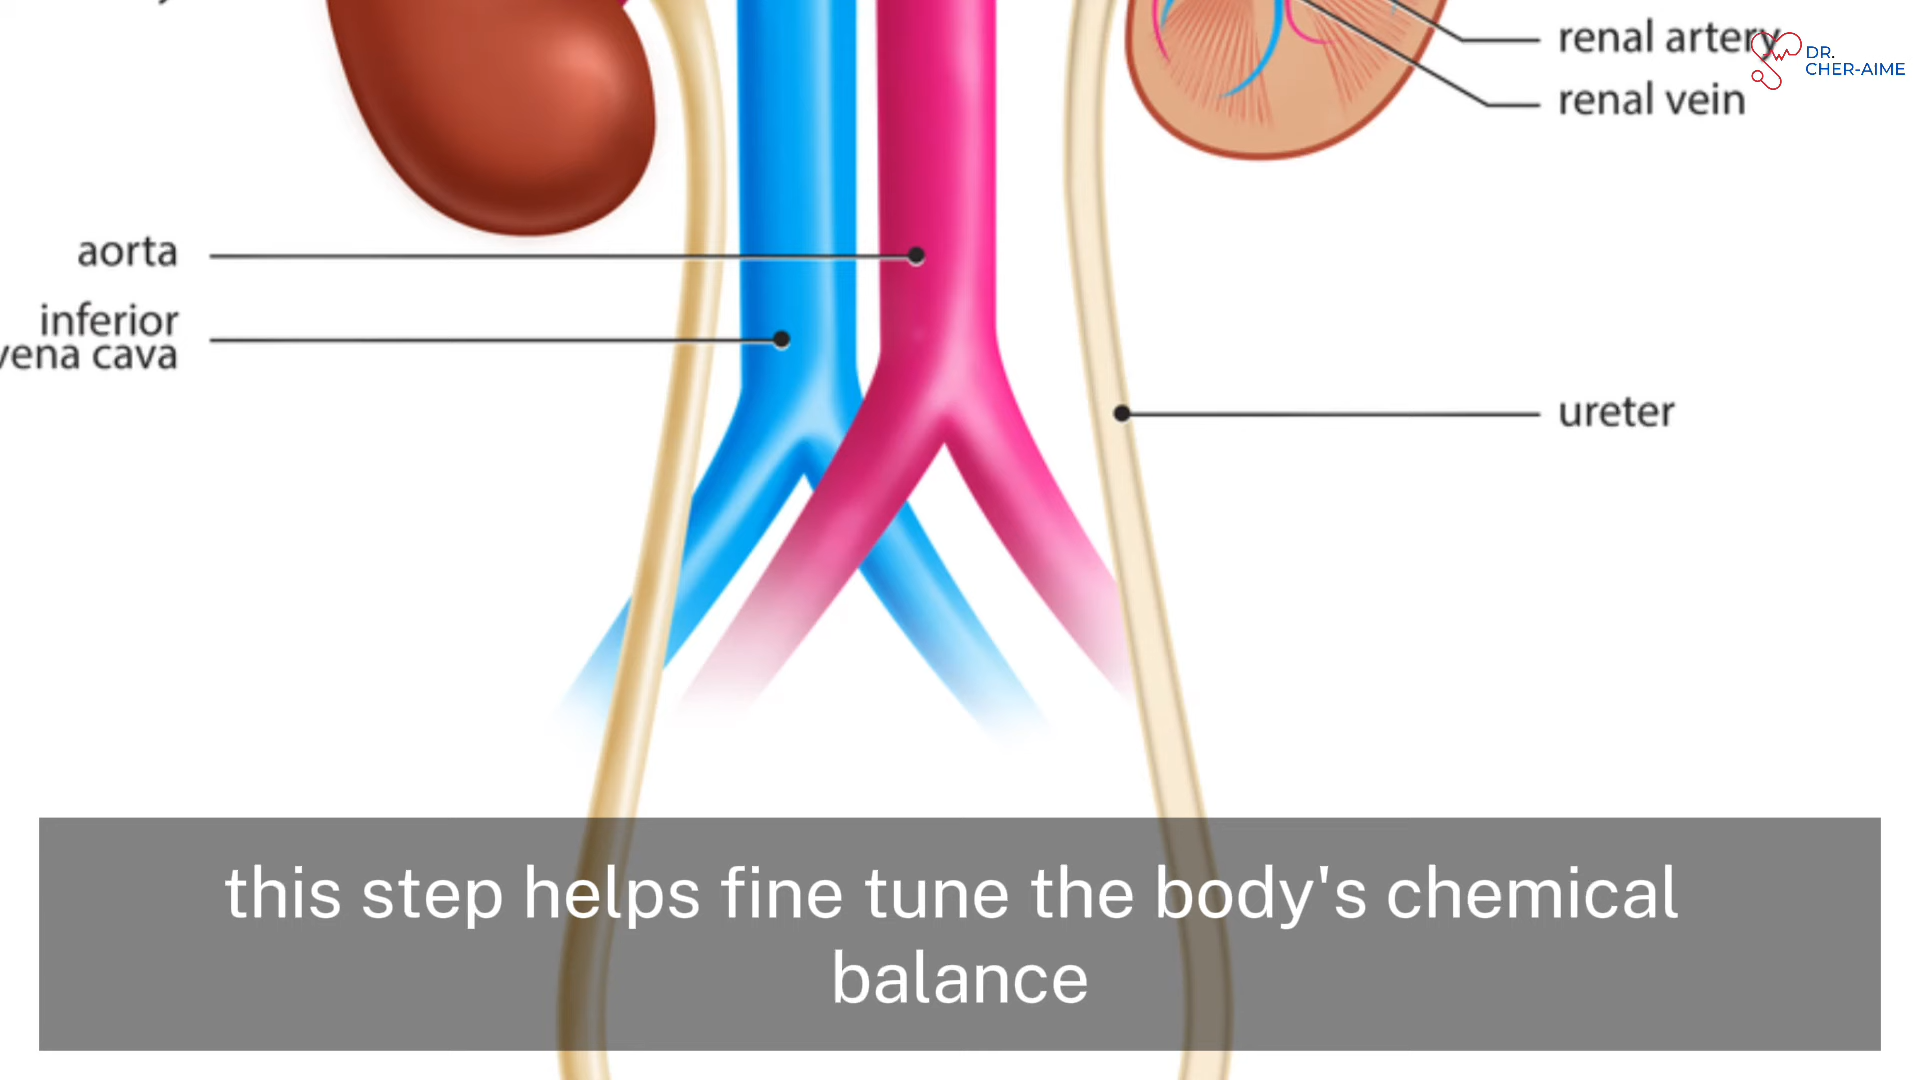 renal artery
DR.
CHER-AIME
renal vein
aorta
inferior
vena cava
ureter
this step helps fine tune the body's chemical
balance